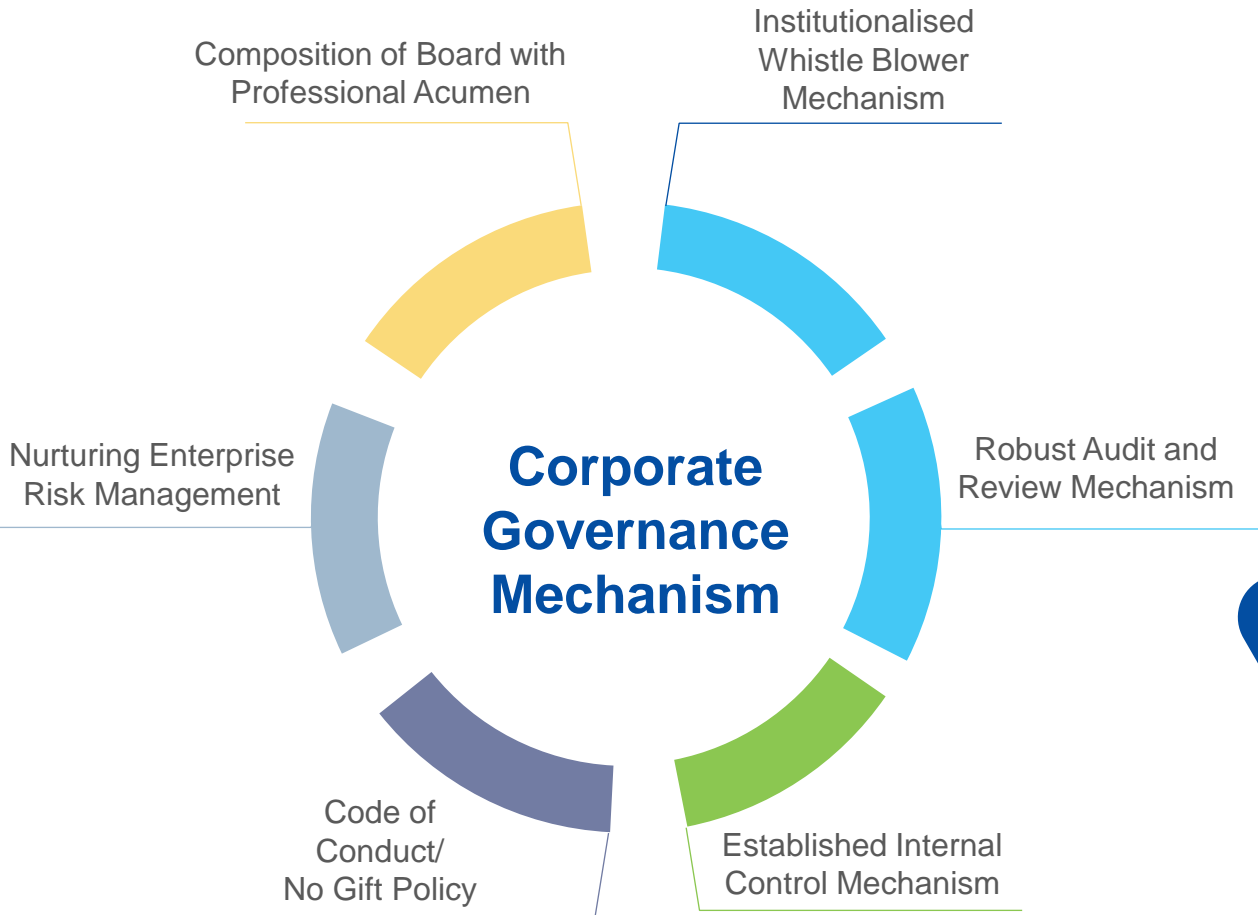 Institutionalised
Whistle Blower
Mechanism
Composition of Board with
Professional Acumen
Nurturing Enterprise
Risk Management
Corporate
Governance
Mechanism
Robust Audit and
Review Mechanism
Code of
Conduct/
No Gift Policy
Established Internal
Control Mechanism